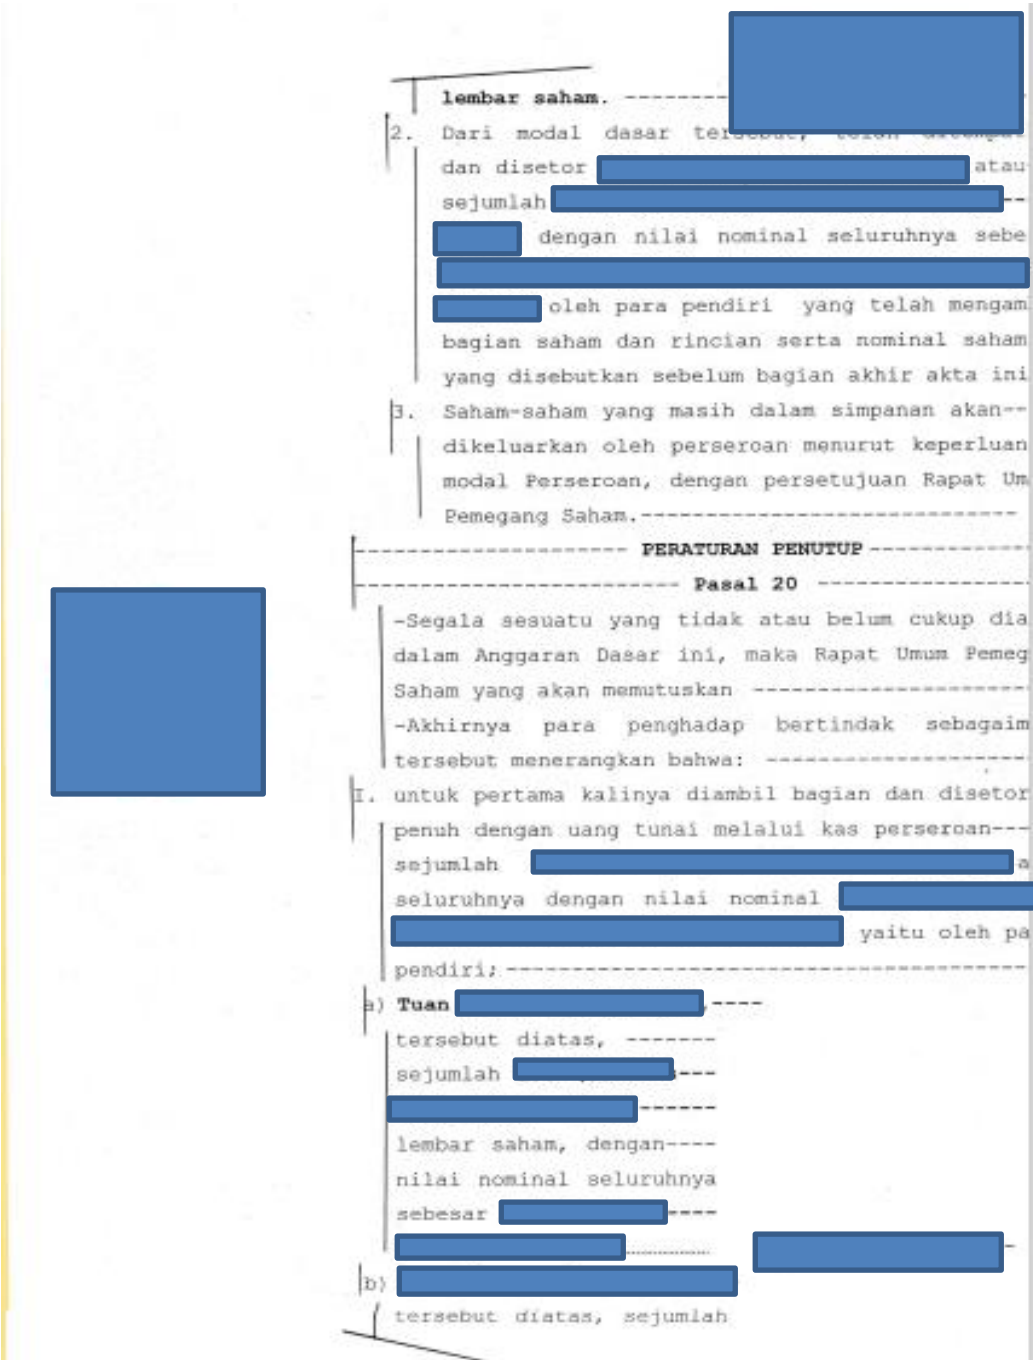 lembar saham. ----------
2. Dari modal dasar tersebut, telah ditempat
dan disetor atau
sejumlah --
dengan nilai nominal seluruhnya sebe
oleh para pendiri yang telah mengam
bagian saham dan rincian serta nominal saham
yang disebutkan sebelum bagian akhir akta ini
3. Saham-saham yang masih dalam simpanan akan--
dikeluarkan oleh perseroan menurut keperluan
modal Perseroan, dengan persetujuan Rapat Um
Pemegang Saham.-----------------------------
--------------------- PERATURAN PENUTUP ------------
------------------------- Pasal 20 ----------------
-Segala sesuatu yang tidak atau belum cukup dia
dalam Anggaran Dasar ini, maka Rapat Umum Pemeg
Saham yang akan memutuskan ---------------------
-Akhirnya para penghadap bertindak sebagaim
tersebut menerangkan bahwa: --------------------
I. untuk pertama kalinya diambil bagian dan disetor
penuh dengan uang tunai melalui kas perseroan---
sejumlah a
seluruhnya dengan nilai nominal
yaitu oleh pa
pendiri;----------------------------------------
a) Tuan ,----
tersebut diatas, -------
sejumlah ---
------
lembar saham, dengan----
nilai nominal seluruhnya
sebesar ----
-
b)
tersebut diatas, sejumlah